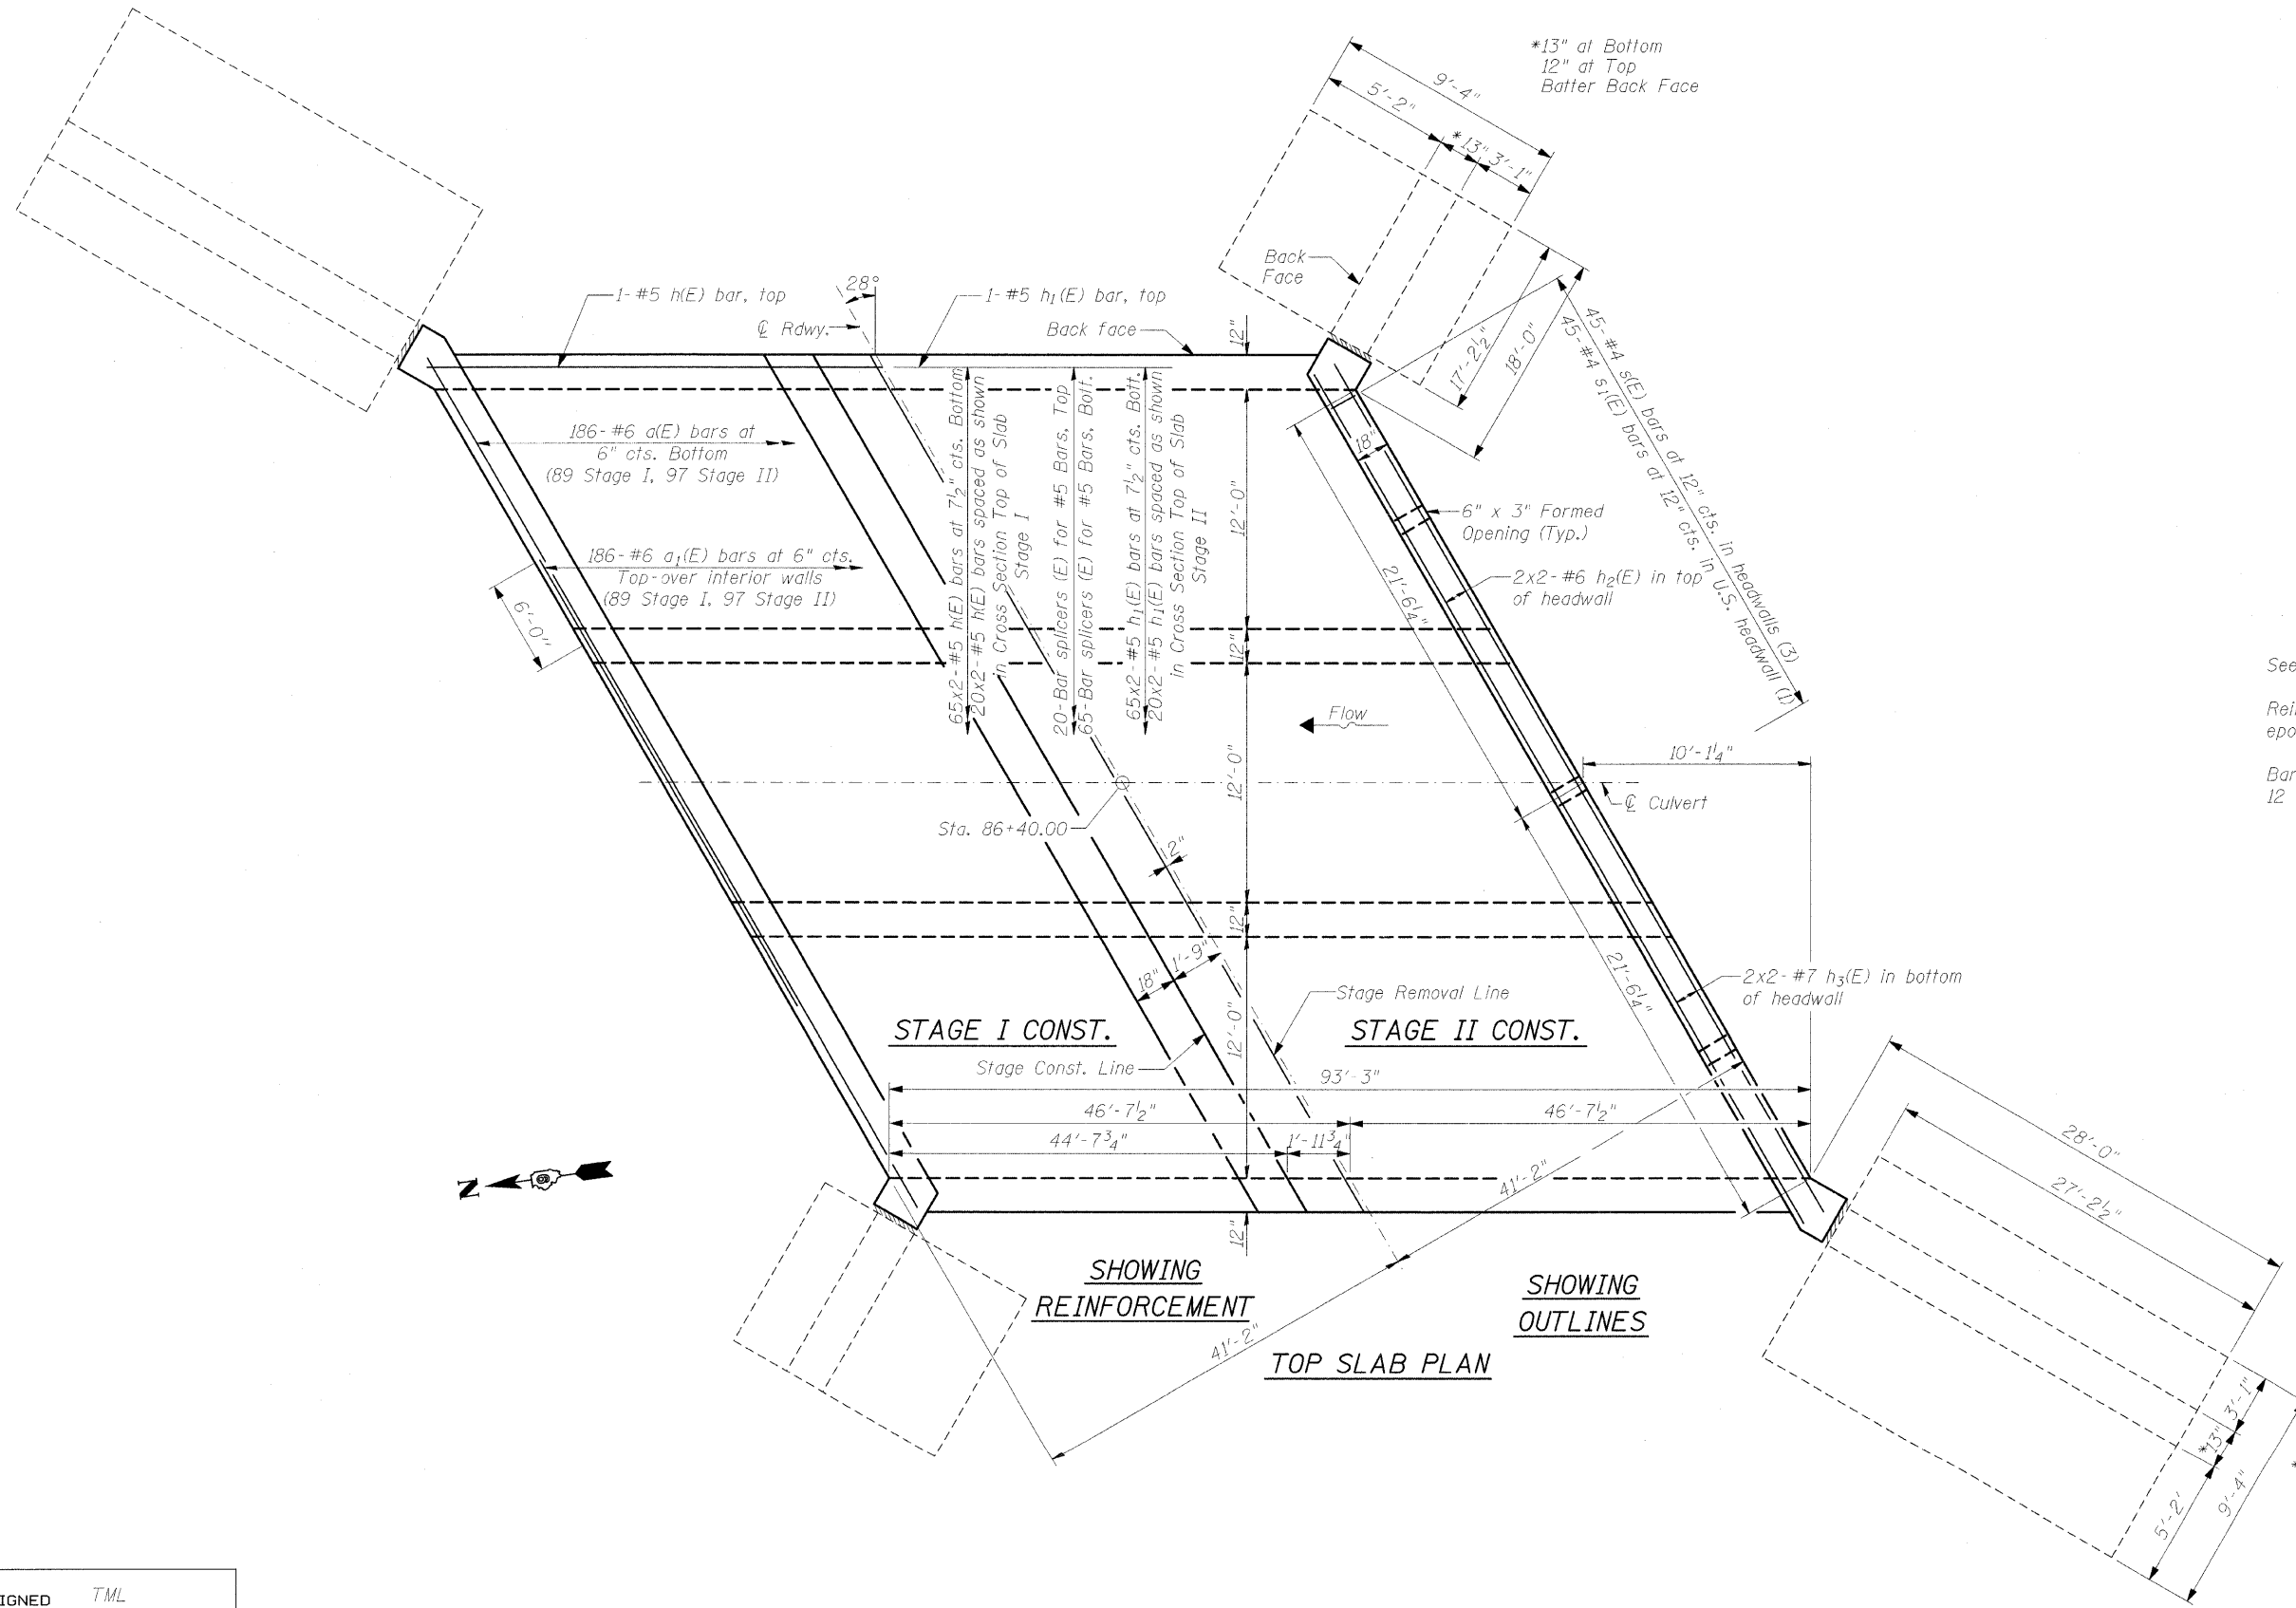 *13" at Bottom
12" at Top
Batter Back Face
9'-4"
5'-2"
*13"
3'-1"
Back
Face
17'-2½"
18'-0"
45-#4 s(E) bars at 12" cts. in headwalls (3)
45-#4 s₁(E) bars at 12" cts. in U.S. headwall (1)
1-#5 h(E) bar, top
28°
1-#5 h₁(E) bar, top
℄ Rdwy.
Back face
12"
186-#6 a(E) bars at
6" cts. Bottom
(89 Stage I, 97 Stage II)
186-#6 a₁(E) bars at 6" cts.
Top-over interior walls
(89 Stage I, 97 Stage II)
6'-0"
65x2-#5 h(E) bars at 7½" cts. Bottom
20x2-#5 h(E) bars spaced as shown
in Cross Section Top of Slab
Stage I
20-Bar splicers (E) for #5 Bars, Top
65-Bar splicers (E) for #5 Bars, Bott.
65x2-#5 h₁(E) bars at 7½" cts. Bott.
20x2-#5 h₁(E) bars spaced as shown
in Cross Section Top of Slab
Stage II
12'-0"
18"
6" x 3" Formed
Opening (Typ.)
21'-6¼"
2x2-#6 h₂(E) in top
of headwall
12"
See
Flow
Rei
epo
10'-1¼"
Bar
12
12'-0"
℄ Culvert
Sta. 86+40.00
2"
12"
18"
1'-9"
21'-6¼"
2x2-#7 h₃(E) in bottom
of headwall
Stage Removal Line
STAGE I CONST.
STAGE II CONST.
12'-0"
Stage Const. Line
93'-3"
46'-7½"
46'-7½"
44'-7¾"
1'-11¾"
41'-2"
28'-0"
27'-2½"
N
12"
SHOWING
REINFORCEMENT
SHOWING
OUTLINES
41'-2"
TOP SLAB PLAN
3'-1"
*13"
*
5'-2'
9'-4"
IGNED TML